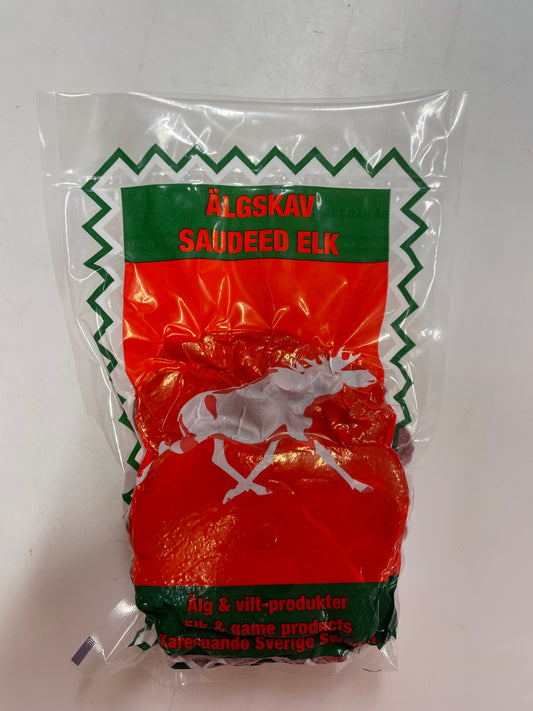 ÄLGSKAV
SAUDEED ELK
Älg & vilt-produkter
Elk & game products
Karesuando Sverige Sweden